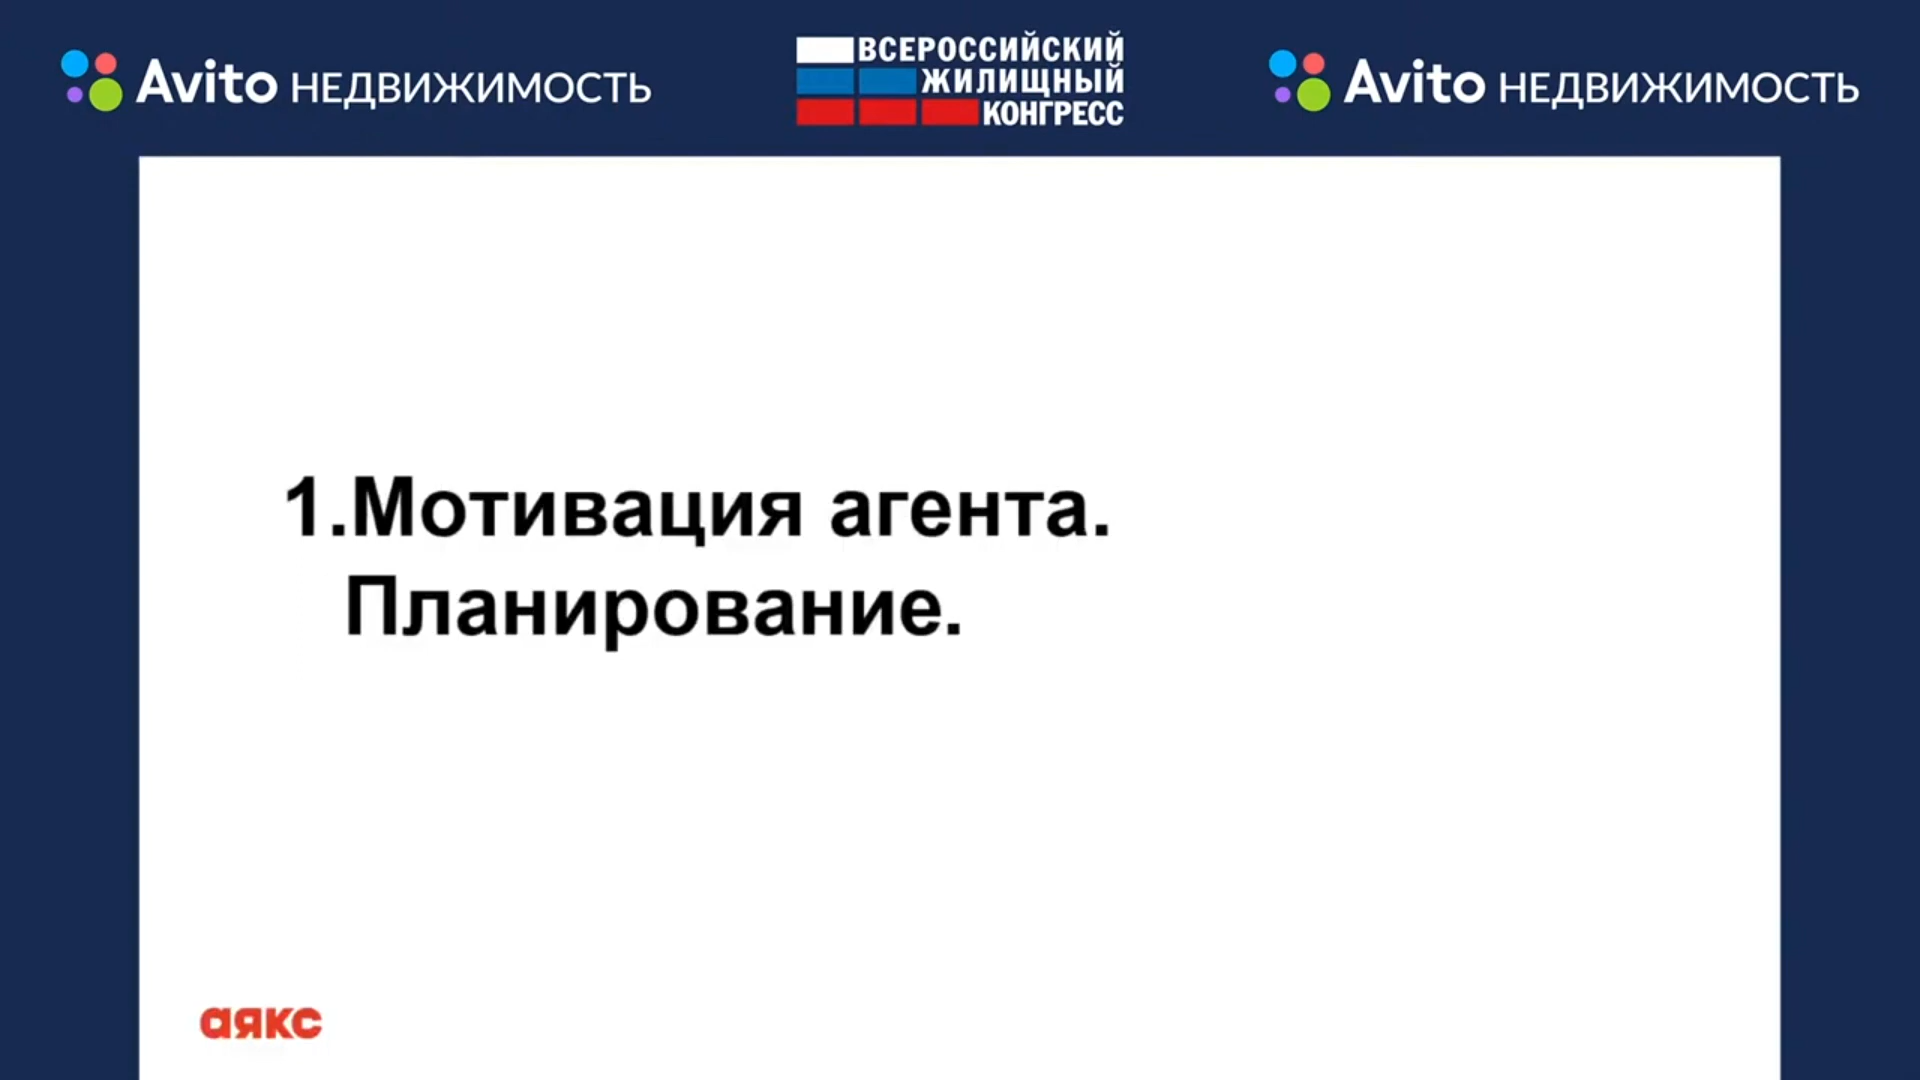 Avito НЕДВИЖИМОСТЬ
ВСЕРОССИЙСКИЙ
ЖИЛИЩНЫЙ
КОНГРЕСС
Avito НЕДВИЖИМОСТЬ
1.Мотивация агента.
Планирование.
аякс